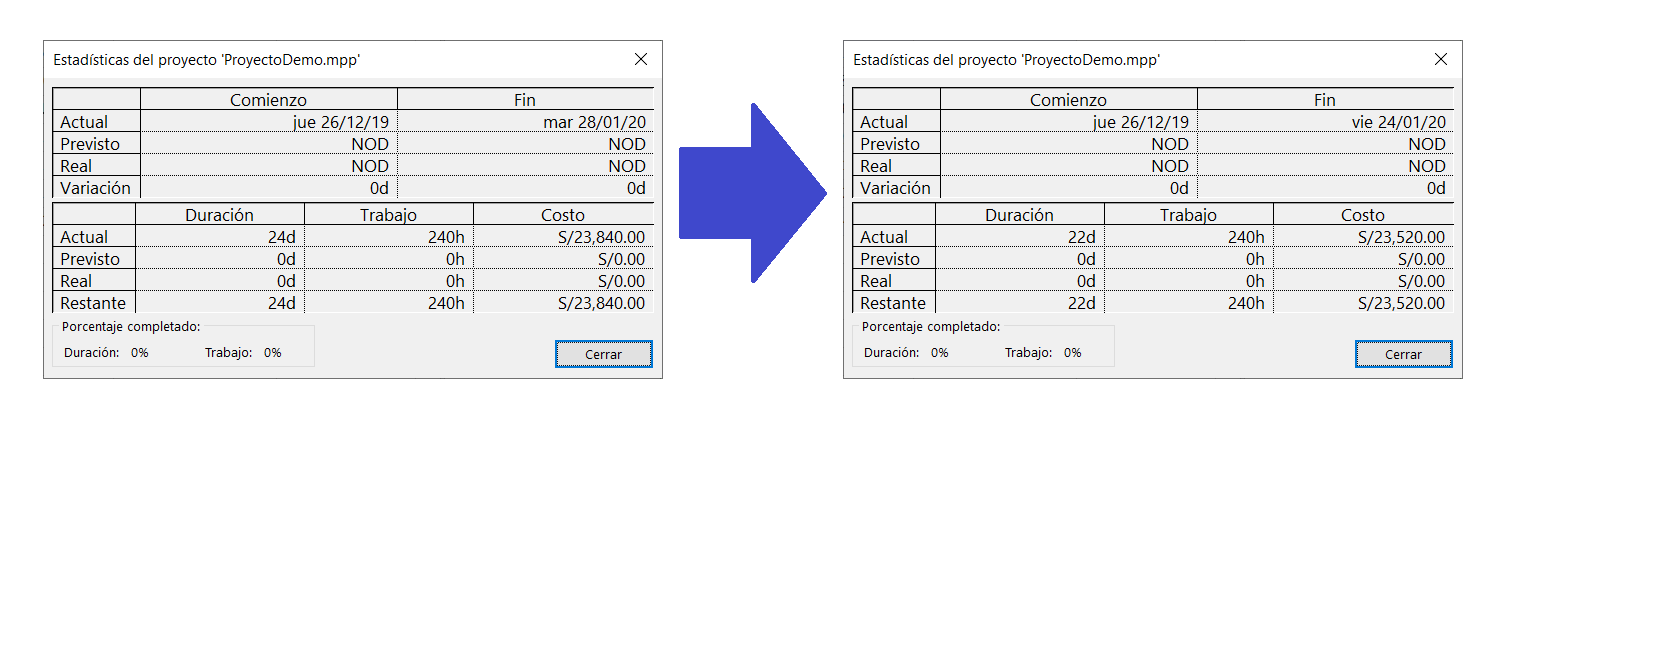 Estadísticas del proyecto 'ProyectoDemo.mpp'
Comienzo Fin
Actual jue 26/12/19 mar 28/01/20
Previsto NOD NOD
Real NOD NOD
Variación 0d 0d
Duración Trabajo Costo
Actual 24d 240h S/23,840.00
Previsto 0d 0h S/0.00
Real 0d 0h S/0.00
Restante 24d 240h S/23,840.00
Porcentaje completado:
Duración: 0% Trabajo: 0%
Cerrar
Estadísticas del proyecto 'ProyectoDemo.mpp'
Comienzo Fin
Actual jue 26/12/19 vie 24/01/20
Previsto NOD NOD
Real NOD NOD
Variación 0d 0d
Duración Trabajo Costo
Actual 22d 240h S/23,520.00
Previsto 0d 0h S/0.00
Real 0d 0h S/0.00
Restante 22d 240h S/23,520.00
Porcentaje completado:
Duración: 0% Trabajo: 0%
Cerrar